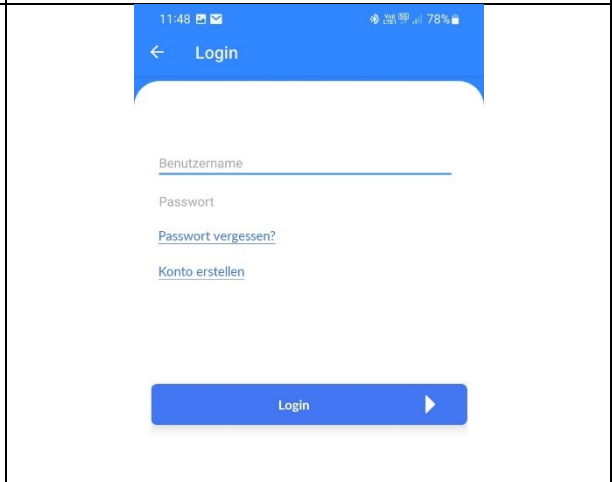 11:48
78%
Login
Benutzername
Passwort
Passwort vergessen?
Konto erstellen
Login